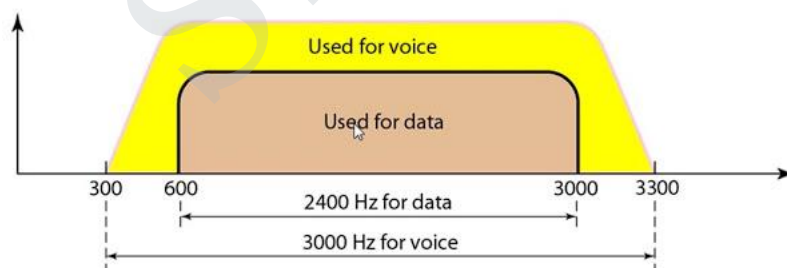 Used for voice
Used for data
300 600 3000 3300
2400 Hz for data
3000 Hz for voice